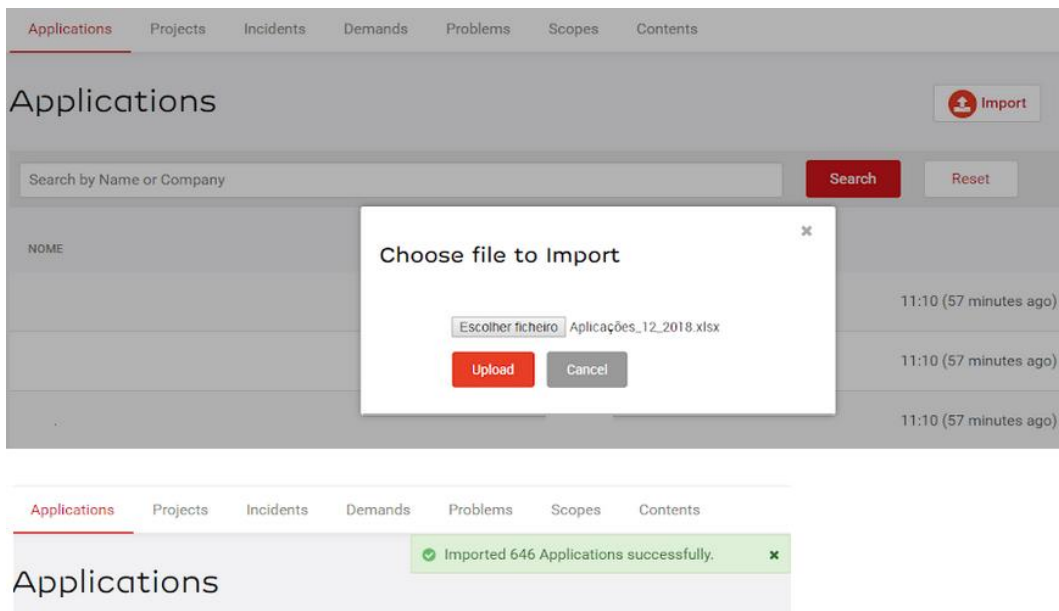 Applications Projects Incidents Demands Problems Scopes Contents
Applications
Import
Search by Name or Company
Search
Reset
NOME
Choose file to Import
Escolher ficheiro Aplicações_12_2018.xlsx
Upload Cancel
11:10 (57 minutes ago)
11:10 (57 minutes ago)
11:10 (57 minutes ago)
Applications Projects Incidents Demands Problems Scopes Contents
Imported 646 Applications successfully.
Applications